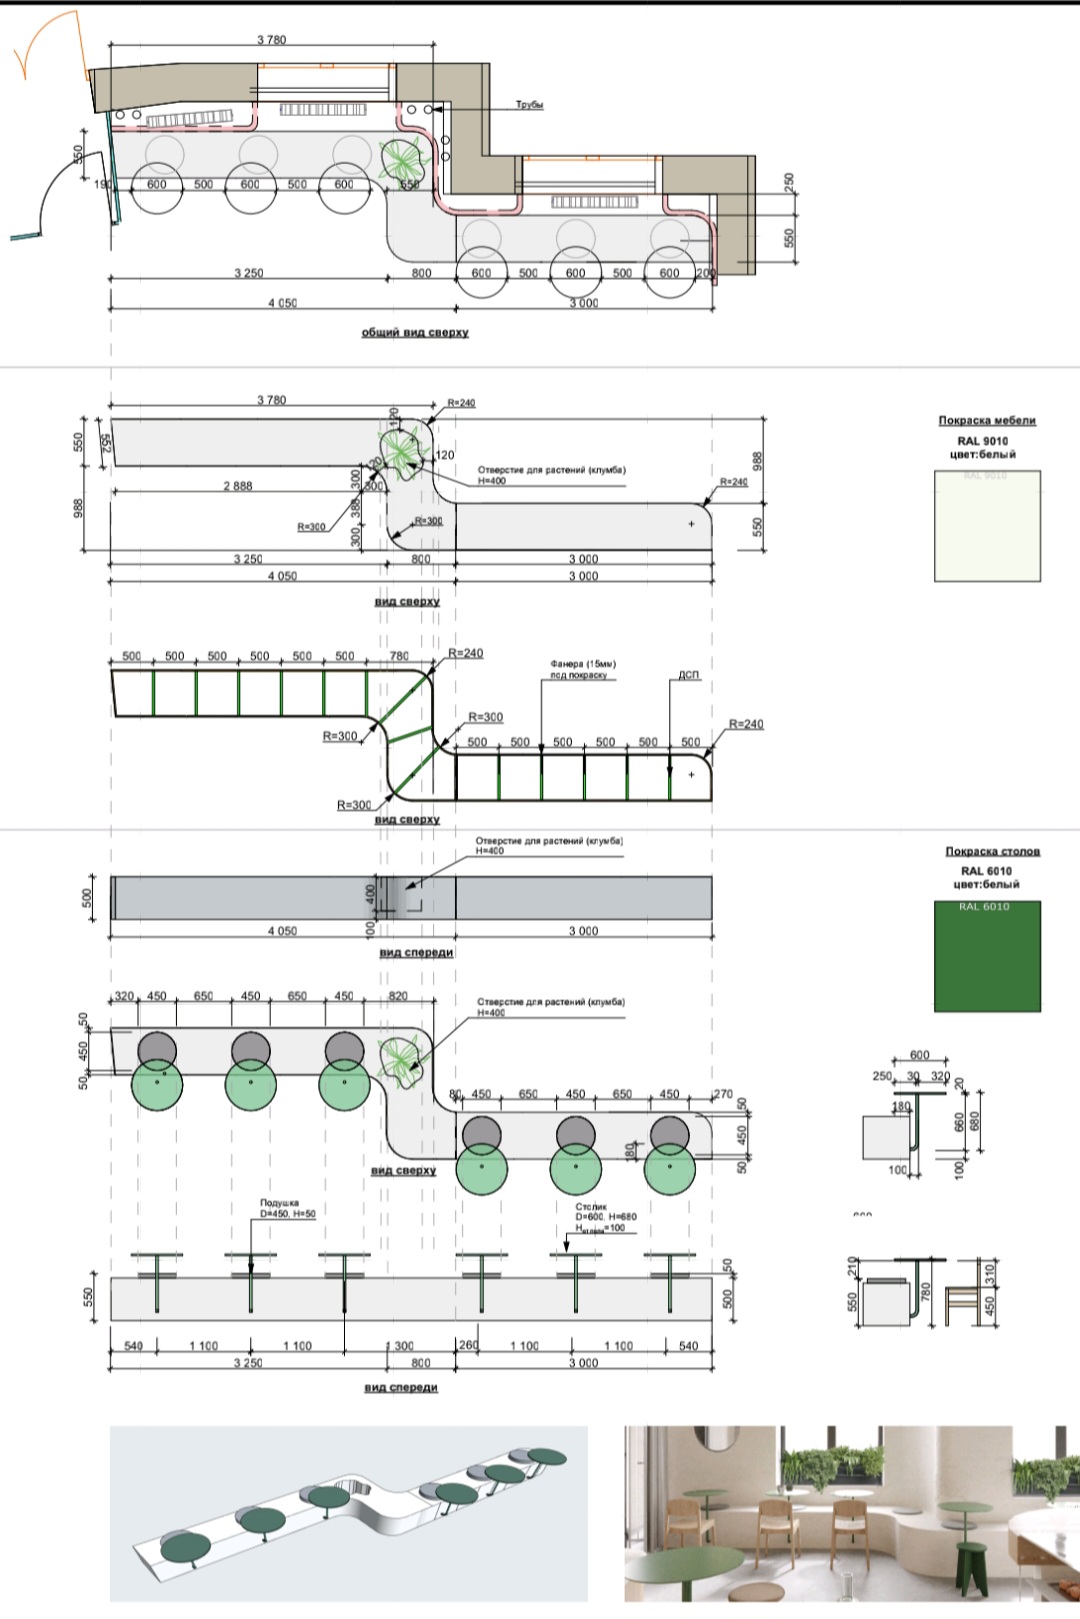 3 780
Трубы
550
190
600
500
600
500
600
550
250
550
3 250
800
600
500
600
500
600
200
4 050
3 000
общий вид сверху
3 780
R=240
120
550
552
120
120
Отверстие для растений (клумба)
H=400
988
R=240
2 888
300
300
988
388
R=300
R=300
300
550
3 250
800
3 000
4 050
3 000
вид сверху
Покраска мебели
RAL 9010
цвет:белый
RAL 9010
500
500
500
500
500
500
780
R=240
Фанера (15мм)
под покраску
ДСП
R=300
R=300
R=240
500
500
500
500
500
500
R=300
вид сверху
Отверстие для растений (клумба)
H=400
500
400
100
4 050
3 000
вид спереди
Покраска столов
RAL 6010
цвет:белый
RAL 6010
320
450
650
450
650
450
820
Отверстие для растений (клумба)
H=400
50
450
50
80
450
650
450
650
450
270
50
450
50
180
вид сверху
600
250
30
320
20
180
660
680
100
100
Подушка
D=450, H=50
Столик
D=600, H=680
H от пола=100
550
50
500
540
1 100
1 100
1 300
260
1 100
1 100
540
3 250
800
3 000
вид спереди
210
550
780
310
450